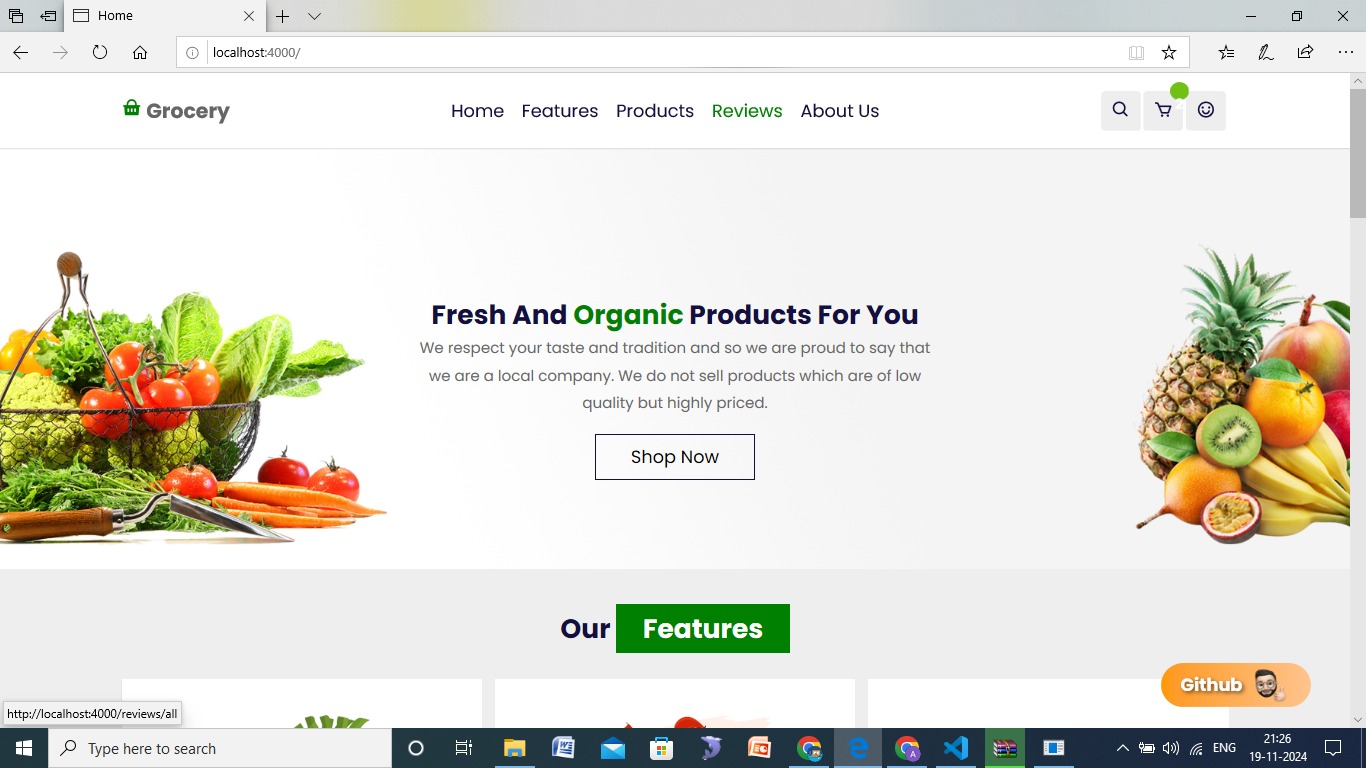 Home
localhost:4000/
Grocery
Home Features Products Reviews About Us
Fresh And Organic Products For You
We respect your taste and tradition and so we are proud to say that
we are a local company. We do not sell products which are of low
quality but highly priced.
Shop Now
Our Features
Github
http://localhost:4000/reviews/all
Type here to search
ENG
21:26
19-11-2024